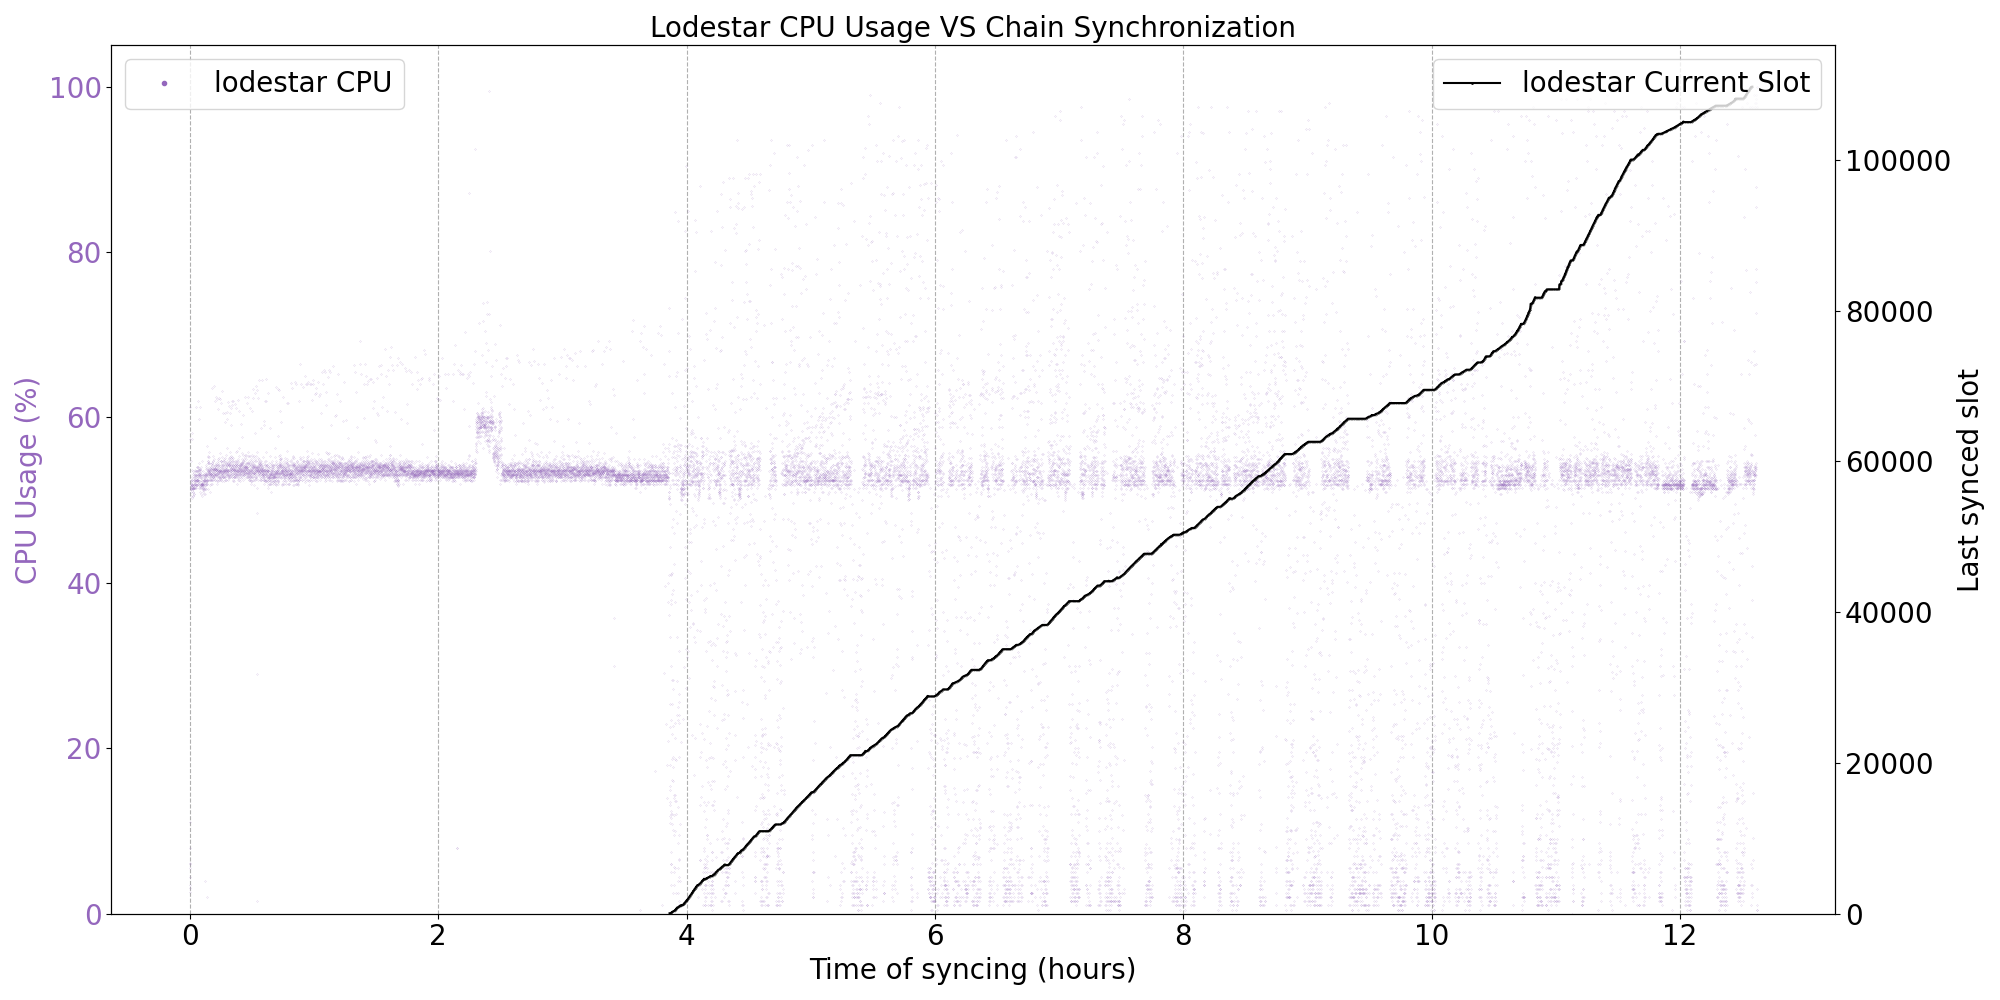 Lodestar CPU Usage VS Chain Synchronization
lodestar CPU
lodestar Current Slot
CPU Usage (%)
100
80
60
40
20
0
Last synced slot
100000
80000
60000
40000
20000
0
0 2 4 6 8 10 12
Time of syncing (hours)